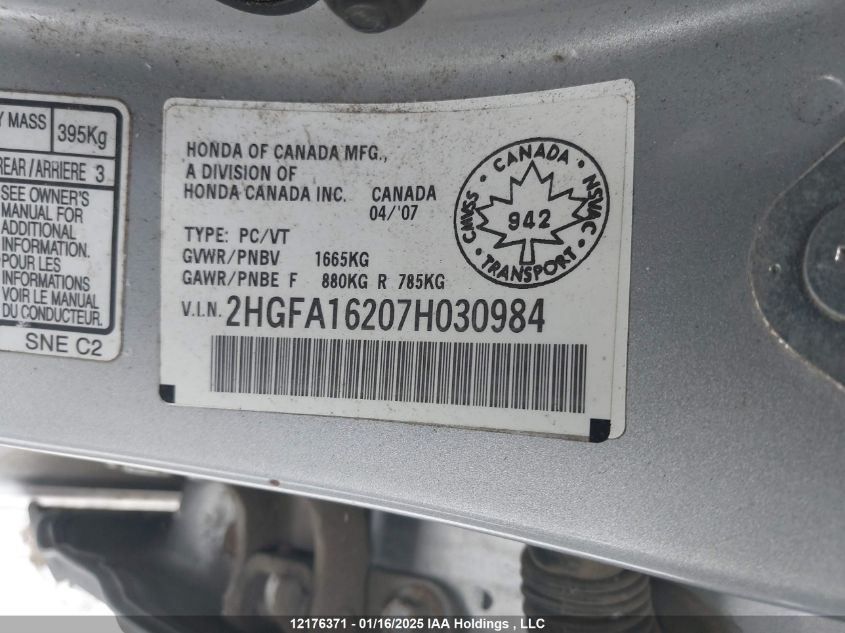 Y MASS 395Kg
REAR/ARRIERE 3
SEE OWNER'S
MANUAL FOR
ADDITIONAL
INFORMATION.
POUR LES
INFORMATIONS
VOIR LE MANUAL
DU CONDUCTEUR.
SNE C2
HONDA OF CANADA MFG.,
A DIVISION OF
HONDA CANADA INC. CANADA
04/'07
TYPE: PC/VT
GVWR/PNBV 1665KG
GAWR/PNBE F 880KG R 785KG
V.I.N. 2HGFA16207H030984
CANADA
CMVSS
942
NSVAC
TRANSPORT
12176371 - 01/16/2025 IAA Holdings , LLC